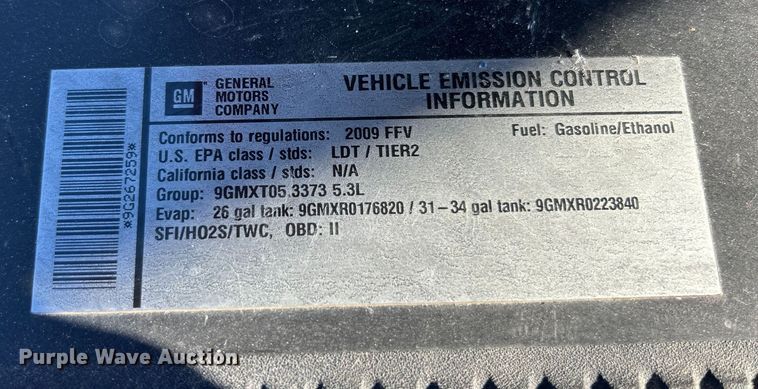 *9G267259*
GM GENERAL MOTORS COMPANY
VEHICLE EMISSION CONTROL
INFORMATION
Conforms to regulations: 2009 FFV Fuel: Gasoline/Ethanol
U.S. EPA class / stds: LDT / TIER2
California class / stds: N/A
Group: 9GMXT05.3373 5.3L
Evap: 26 gal tank: 9GMXR0176820 / 31-34 gal tank: 9GMXR0223840
SFI/HO2S/TWC, OBD: II
Purple Wave Auction